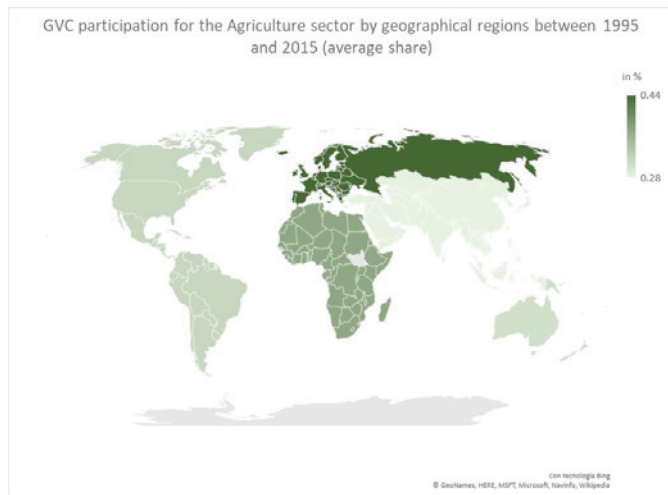 GVC participation for the Agriculture sector by geographical regions between 1995
and 2015 (average share)
in %
0.44
0.28
Con tecnologia Bing
© GeoNames, HERE, MSFT, Microsoft, NavInfo, Wikipedia